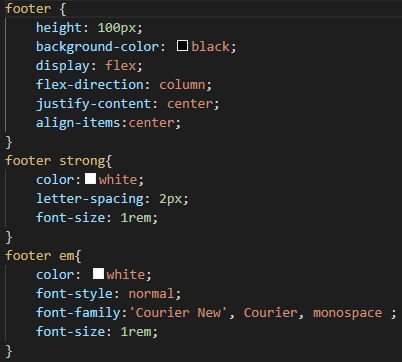 footer {
height: 100px;
background-color: black;
display: flex;
flex-direction: column;
justify-content: center;
align-items:center;
}
footer strong{
color: white;
letter-spacing: 2px;
font-size: 1rem;
}
footer em{
color: white;
font-style: normal;
font-family:'Courier New', Courier, monospace ;
font-size: 1rem;
}